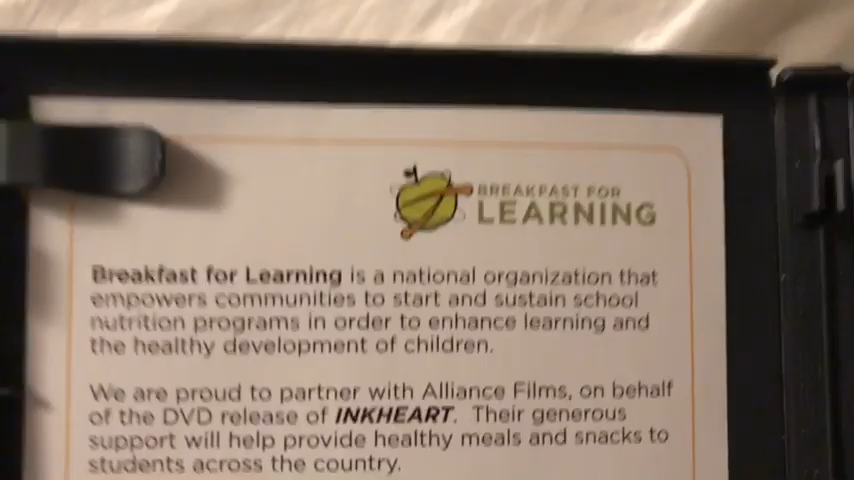 BREAKFAST FOR
LEARNING
Breakfast for Learning is a national organization that
empowers communities to start and sustain school
nutrition programs in order to enhance learning and
the healthy development of children.
We are proud to partner with Alliance Films, on behalf
of the DVD release of INKHEART. Their generous
support will help provide healthy meals and snacks to
students across the country.